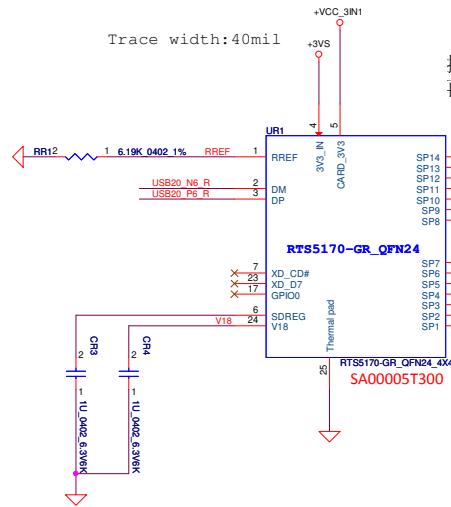 +VCC_3IN1
Trace width:40mil
+3VS
4
5
UR1
RR1 2 1 6.19K_0402_1% RREF 1 RREF
3V3_IN
CARD_3V3
SP14
SP13
USB20_N6_R 2 DM SP12
SP11
USB20_P6_R 3 DP SP10
SP9
SP8
RTS5170-GR_QFN24
7 XD_CD# SP7
23 XD_D7 SP6
17 GPIO0 SP5
SP4
SP3
6 SDREG SP2
V18 24 V18 SP1
Thermal pad
25
RTS5170-GR_QFN24_4X4
SA00005T300
CR3
CR4
2
2
1
1
1U_0402_6.3V6K
1U_0402_6.3V6K